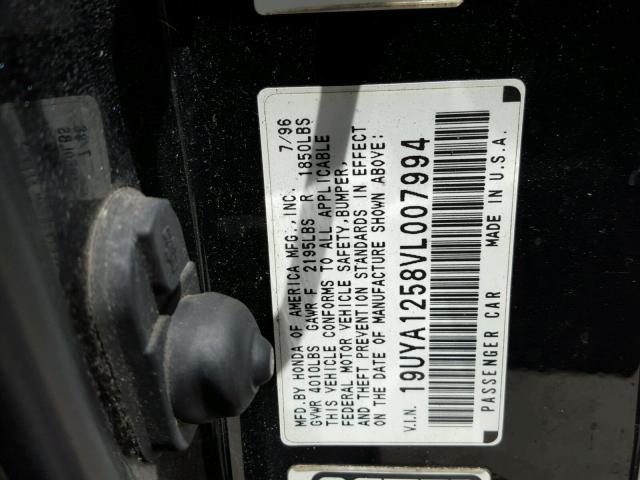 MFD.BY HONDA OF AMERICA MFG.,INC. 7/96
GVWR 4010LBS GAWR F 2195LBS R 1850LBS
THIS VEHICLE CONFORMS TO ALL APPLICABLE
FEDERAL MOTOR VEHICLE SAFETY,BUMPER,
AND THEFT PREVENTION STANDARDS IN EFFECT
ON THE DATE OF MANUFACTURE SHOWN ABOVE:
V.I.N. 19UYA1258VL007994
PASSENGER CAR MADE IN U.S.A.